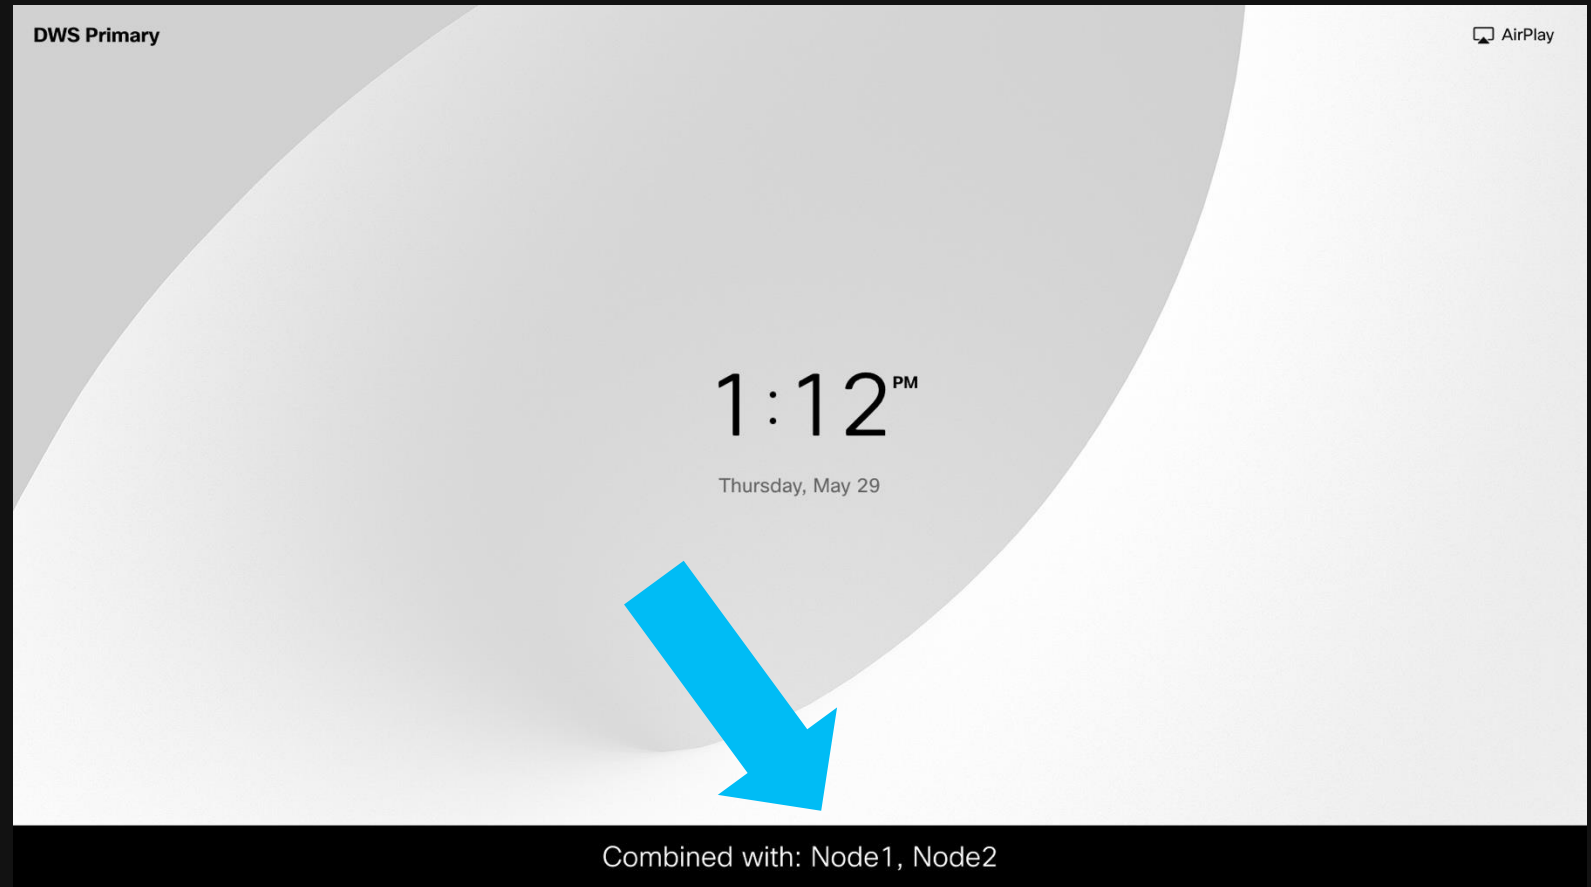 DWS Primary
AirPlay
1:12 PM
Thursday, May 29
Combined with: Node1, Node2